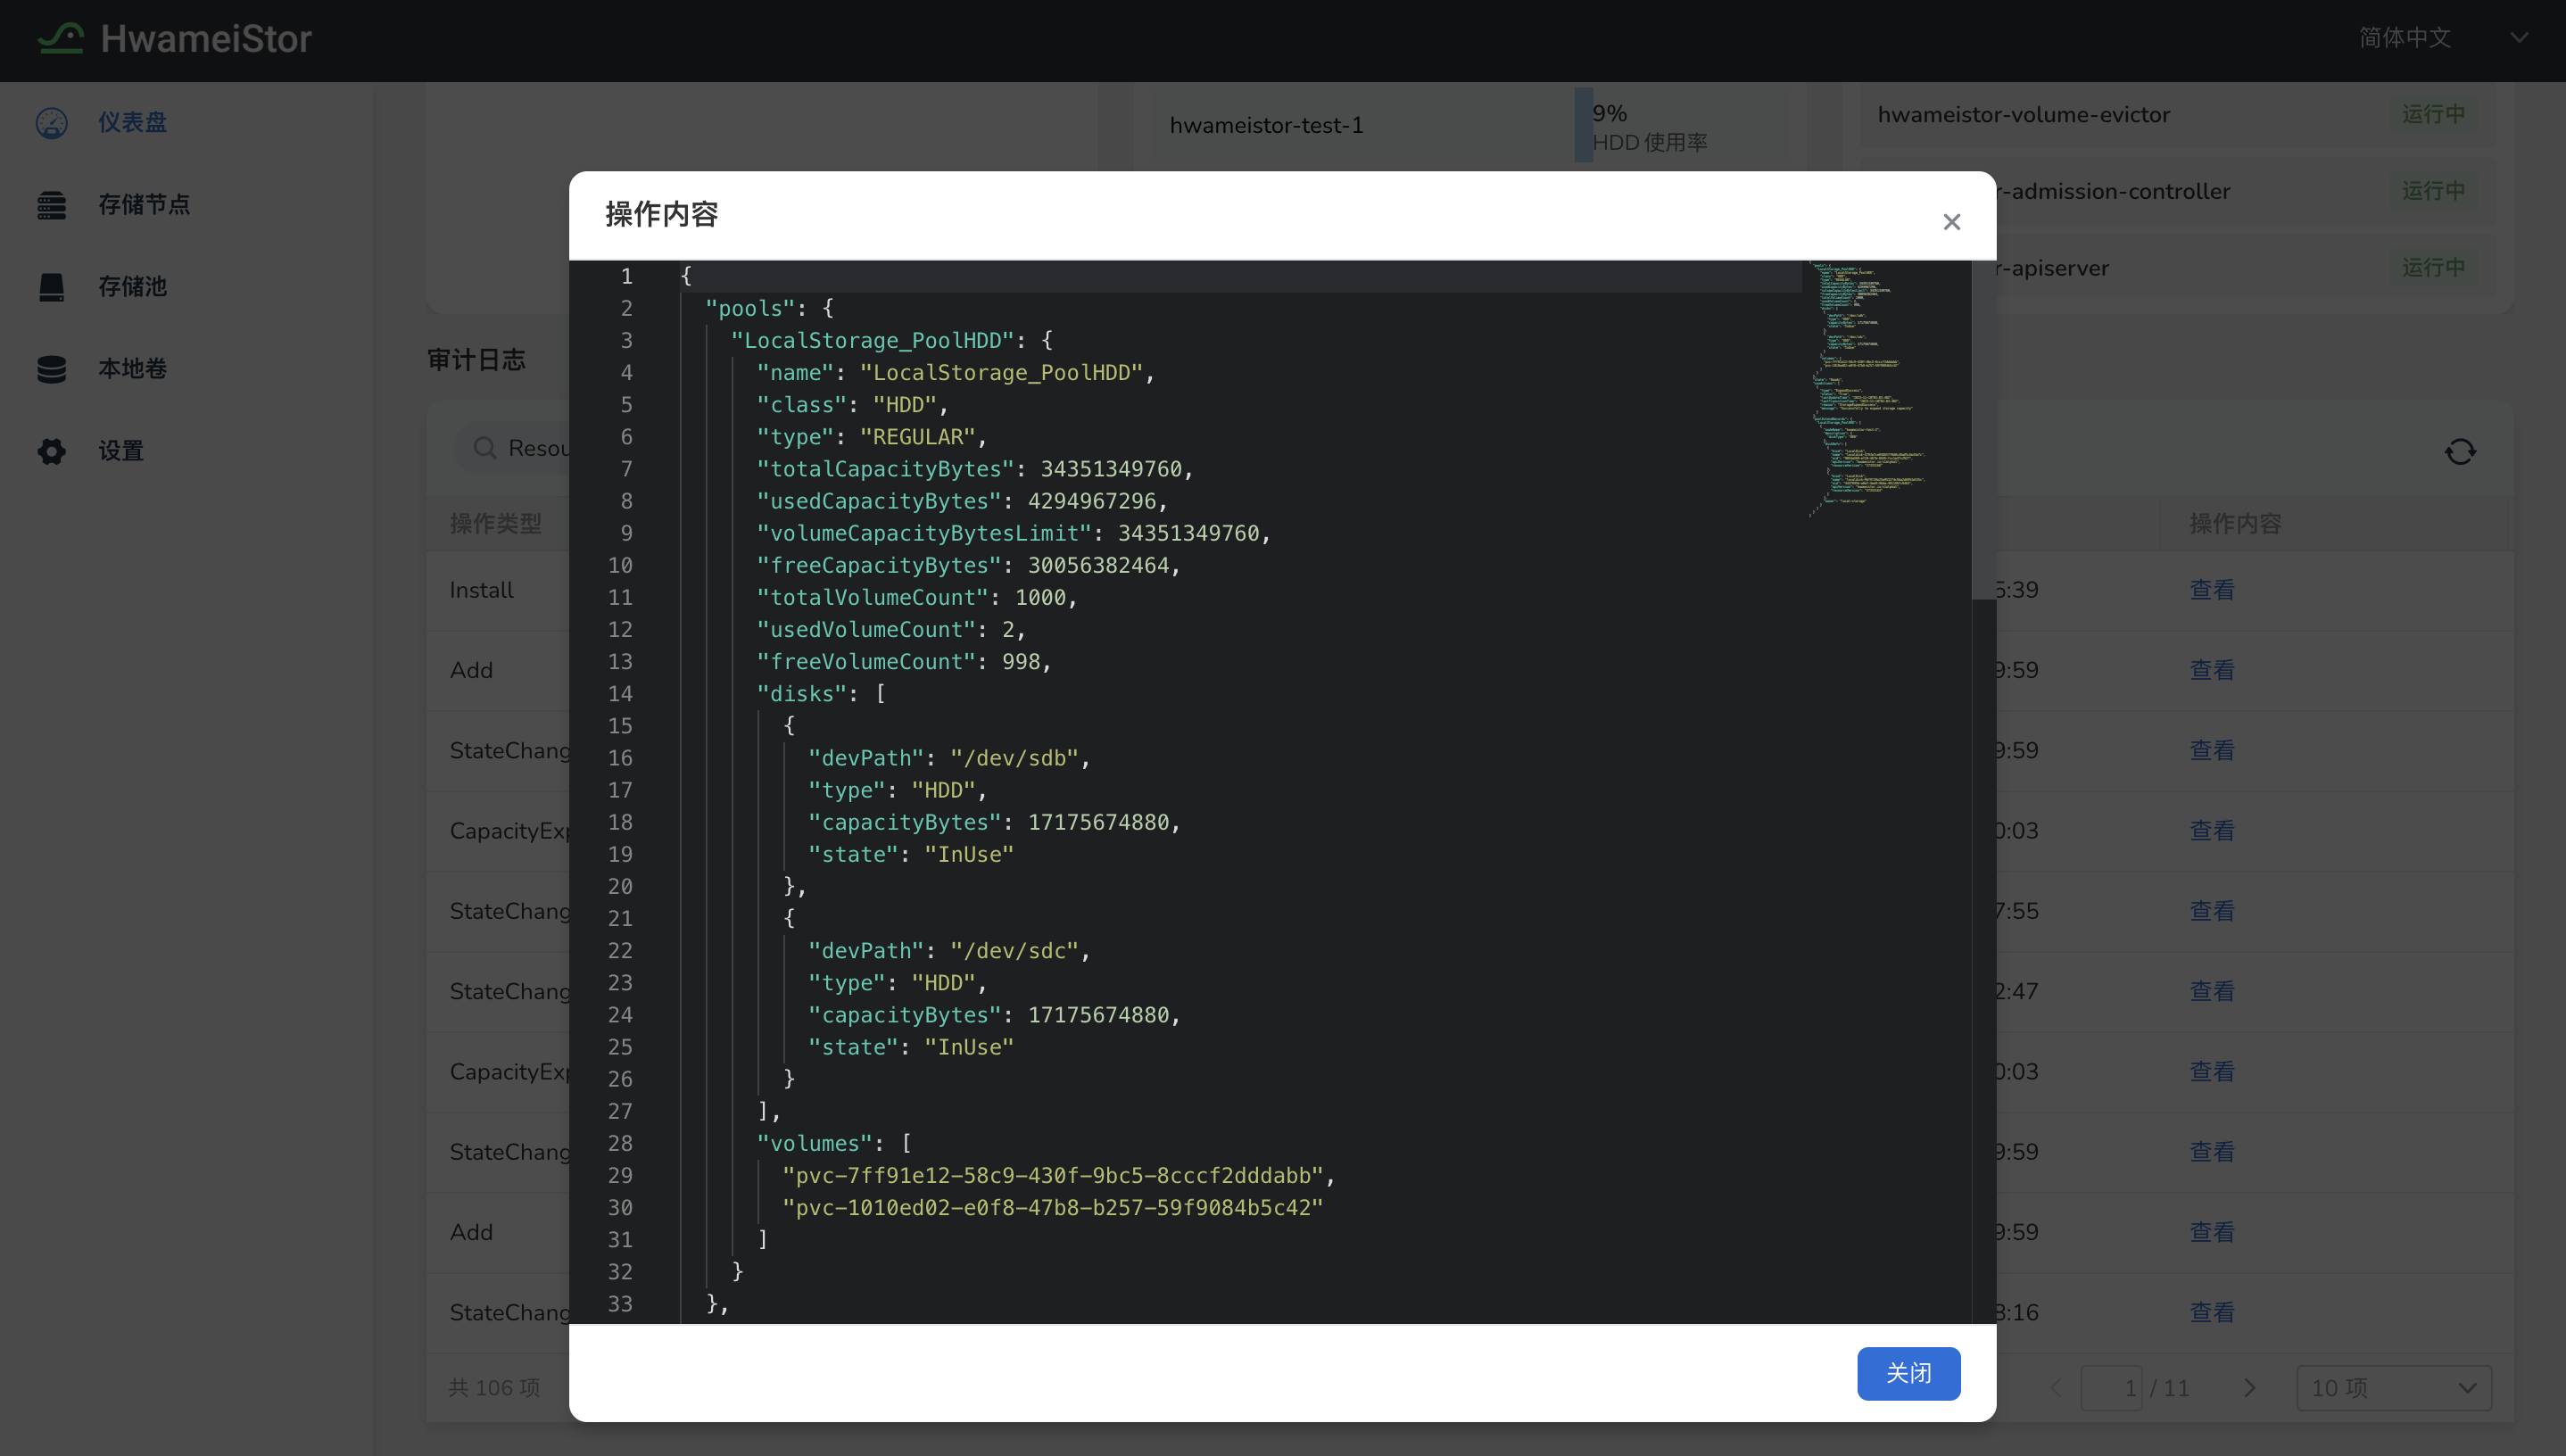 HwameiStor
简体中文
仪表盘
存储节点
存储池
本地卷
设置
hwameistor-test-1
9%
HDD 使用率
hwameistor-volume-evictor
运行中
r-admission-controller
运行中
r-apiserver
运行中
审计日志
Resou
操作类型
操作内容
Install
5:39
查看
Add
9:59
查看
StateChang
9:59
查看
CapacityExp
0:03
查看
StateChang
7:55
查看
StateChang
2:47
查看
CapacityExp
0:03
查看
StateChang
9:59
查看
Add
9:59
查看
StateChang
8:16
查看
共 106 项
1 / 11
10 项
操作内容
1 {
2 "pools": {
3 "LocalStorage_PoolHDD": {
4 "name": "LocalStorage_PoolHDD",
5 "class": "HDD",
6 "type": "REGULAR",
7 "totalCapacityBytes": 34351349760,
8 "usedCapacityBytes": 4294967296,
9 "volumeCapacityBytesLimit": 34351349760,
10 "freeCapacityBytes": 30056382464,
11 "totalVolumeCount": 1000,
12 "usedVolumeCount": 2,
13 "freeVolumeCount": 998,
14 "disks": [
15 {
16 "devPath": "/dev/sdb",
17 "type": "HDD",
18 "capacityBytes": 17175674880,
19 "state": "InUse"
20 },
21 {
22 "devPath": "/dev/sdc",
23 "type": "HDD",
24 "capacityBytes": 17175674880,
25 "state": "InUse"
26 }
27 ],
28 "volumes": [
29 "pvc-7ff91e12-58c9-430f-9bc5-8cccf2dddabb",
30 "pvc-1010ed02-e0f8-47b8-b257-59f9084b5c42"
31 ]
32 }
33 },
关闭